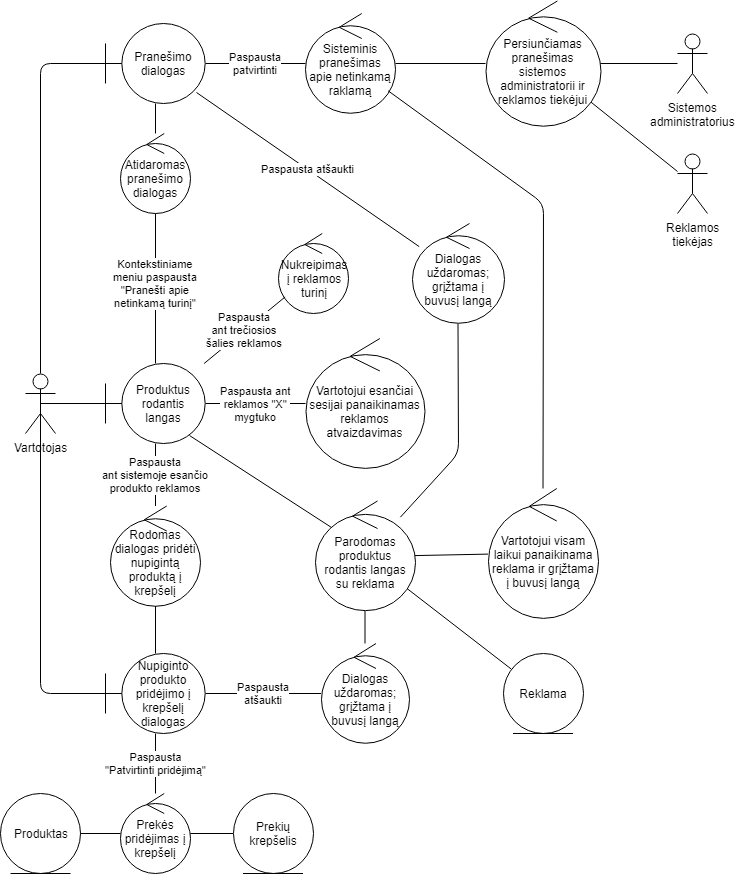 Pranešimo
dialogas
Paspausta
patvirtinti
Sisteminis
pranešimas
apie netinkamą
raklamą
Persiunčiamas
pranešimas
sistemos
administratorii ir
reklamos tiekėjui
Sistemos
administratorius
Reklamos
tiekėjas
Atidaromas
pranešimo
dialogas
Paspausta atšaukti
Kontekstiniame
meniu paspausta
"Pranešti apie
netinkamą turinį"
Nukreipimas
į reklamos
turinį
Dialogas
uždaromas;
grįžtama į
buvusį langą
Paspausta
ant trečiosios
šalies reklamos
Vartotojas
Produktus
rodantis
langas
Paspausta ant
reklamos "X"
mygtuko
Vartotojui esančiai
sesijai panaikinamas
reklamos
atvaizdavimas
Paspausta
ant sistemoje esančio
produkto reklamos
Rodomas
dialogas pridėti
nupigintą
produktą į
krepšelį
Parodomas
produktus
rodantis langas
su reklama
Vartotojui visam
laikui panaikinama
reklama ir grįžtama
į buvusį langą
Nupiginto
produkto
pridėjimo į
krepšelį
dialogas
Paspausta
atšaukti
Dialogas
uždaromas;
grįžtama į
buvusį langą
Reklama
Paspausta
"Patvirtinti pridėjimą"
Produktas
Prekės
pridėjimas į
krepšelį
Prekių
krepšelis